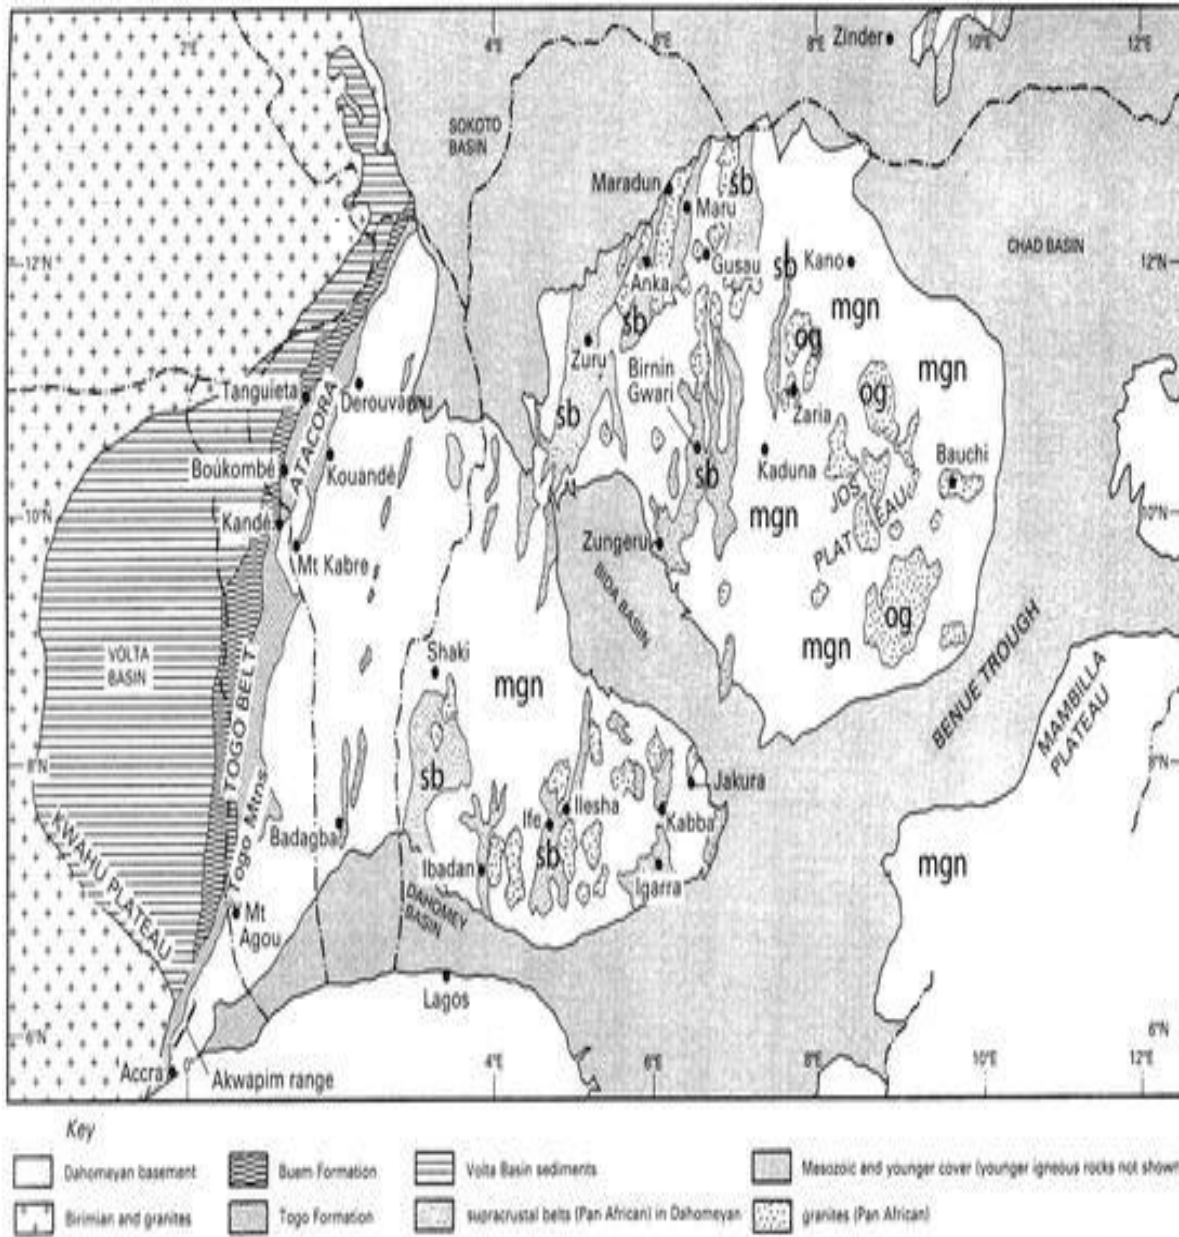 2°E
4°E
6°E
8°E
10°E
12°E
Zinder
SOKOTO
BASIN
Maradun
sb
Maru
CHAD BASIN
12°N
sb
Kano
12°N
Gusau
Anka
mgn
sb
og
Zuru
Birnin
Gwari
mgn
Tanguieta
Derouvamu
og
Zaria
sb
ATACORA
Boúkombé
Kouandè
Kaduna
Bauchi
sb
JOS
PLATEAU
10°N
mgn
10°N
Kandé
Zungeru
Mt Kabre
BIDA BASIN
og
VOLTA
BASIN
Shaki
mgn
mgn
BENUE TROUGH
MAMBILLA
PLATEAU
TOGO BELT
8°N
sb
Jakura
8°N
Togo Mtns
Ilesha
Ife
Kabba
Badagba
KWAHU PLATEAU
sb
Ibadan
Igarra
mgn
DAHOMEY
BASIN
Mt
Agou
Lagos
6°N
6°N
Accra
0°
4°E
6°E
8°E
10°E
12°E
Akwapim range
Key
Dahomeyan basement
Buem Formation
Volta Basin sediments
Mesozoic and younger cover (younger igneous rocks not shown
Birimian and granites
Togo Formation
supracrustal belts (Pan African) in Dahomeyan
granites (Pan African)